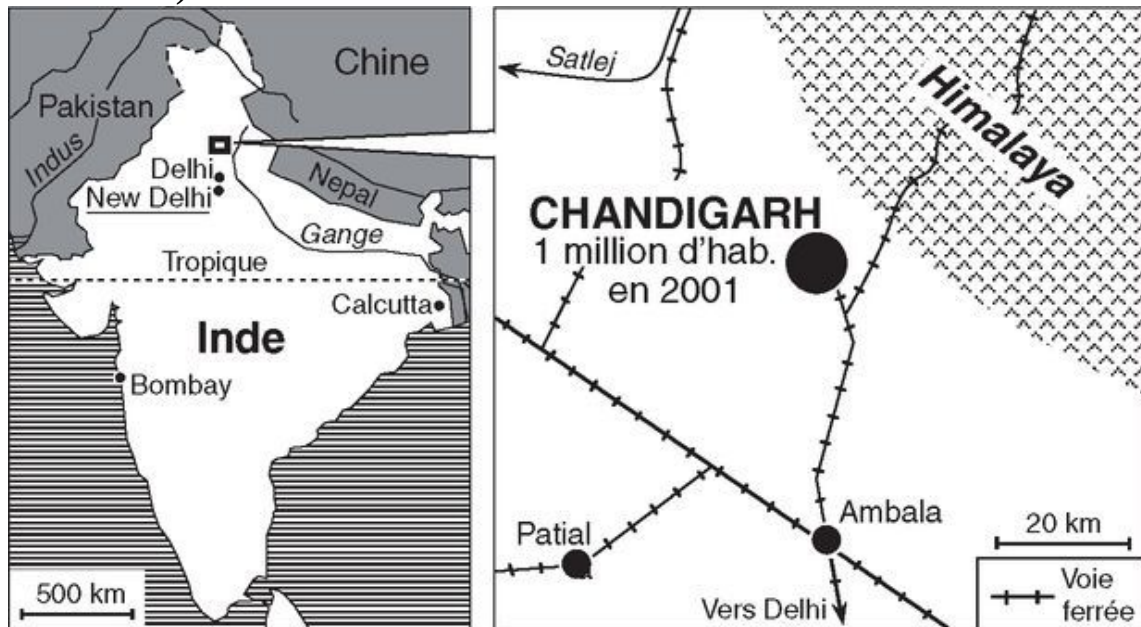 Chine
Pakistan
Indus
Delhi
New Delhi
Nepal
Gange
Tropique
Calcutta
Inde
Bombay
500 km
Satlej
Himalaya
CHANDIGARH
1 million d'hab.
en 2001
Patial
Ambala
Vers Delhi
20 km
Voie
ferrée